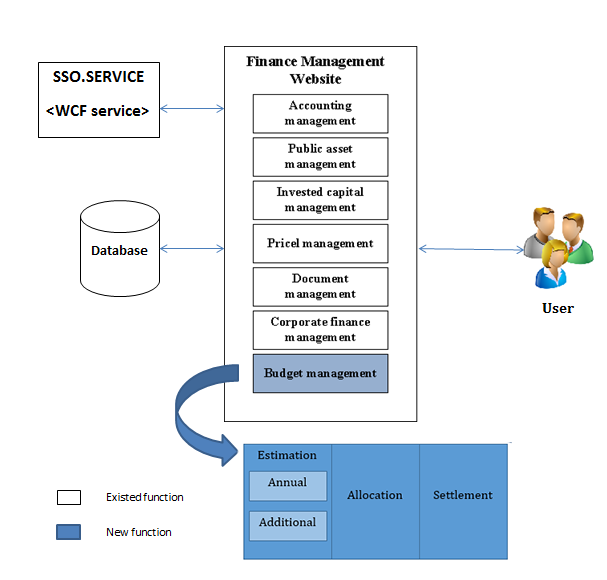 SSO.SERVICE
<WCF service>
Database
Finance Management
Website
Accounting
management
Public asset
management
Invested capital
management
Pricel management
Document
management
Corporate finance
management
Budget management
User
Estimation
Annual
Additional
Allocation
Settlement
Existed function
New function